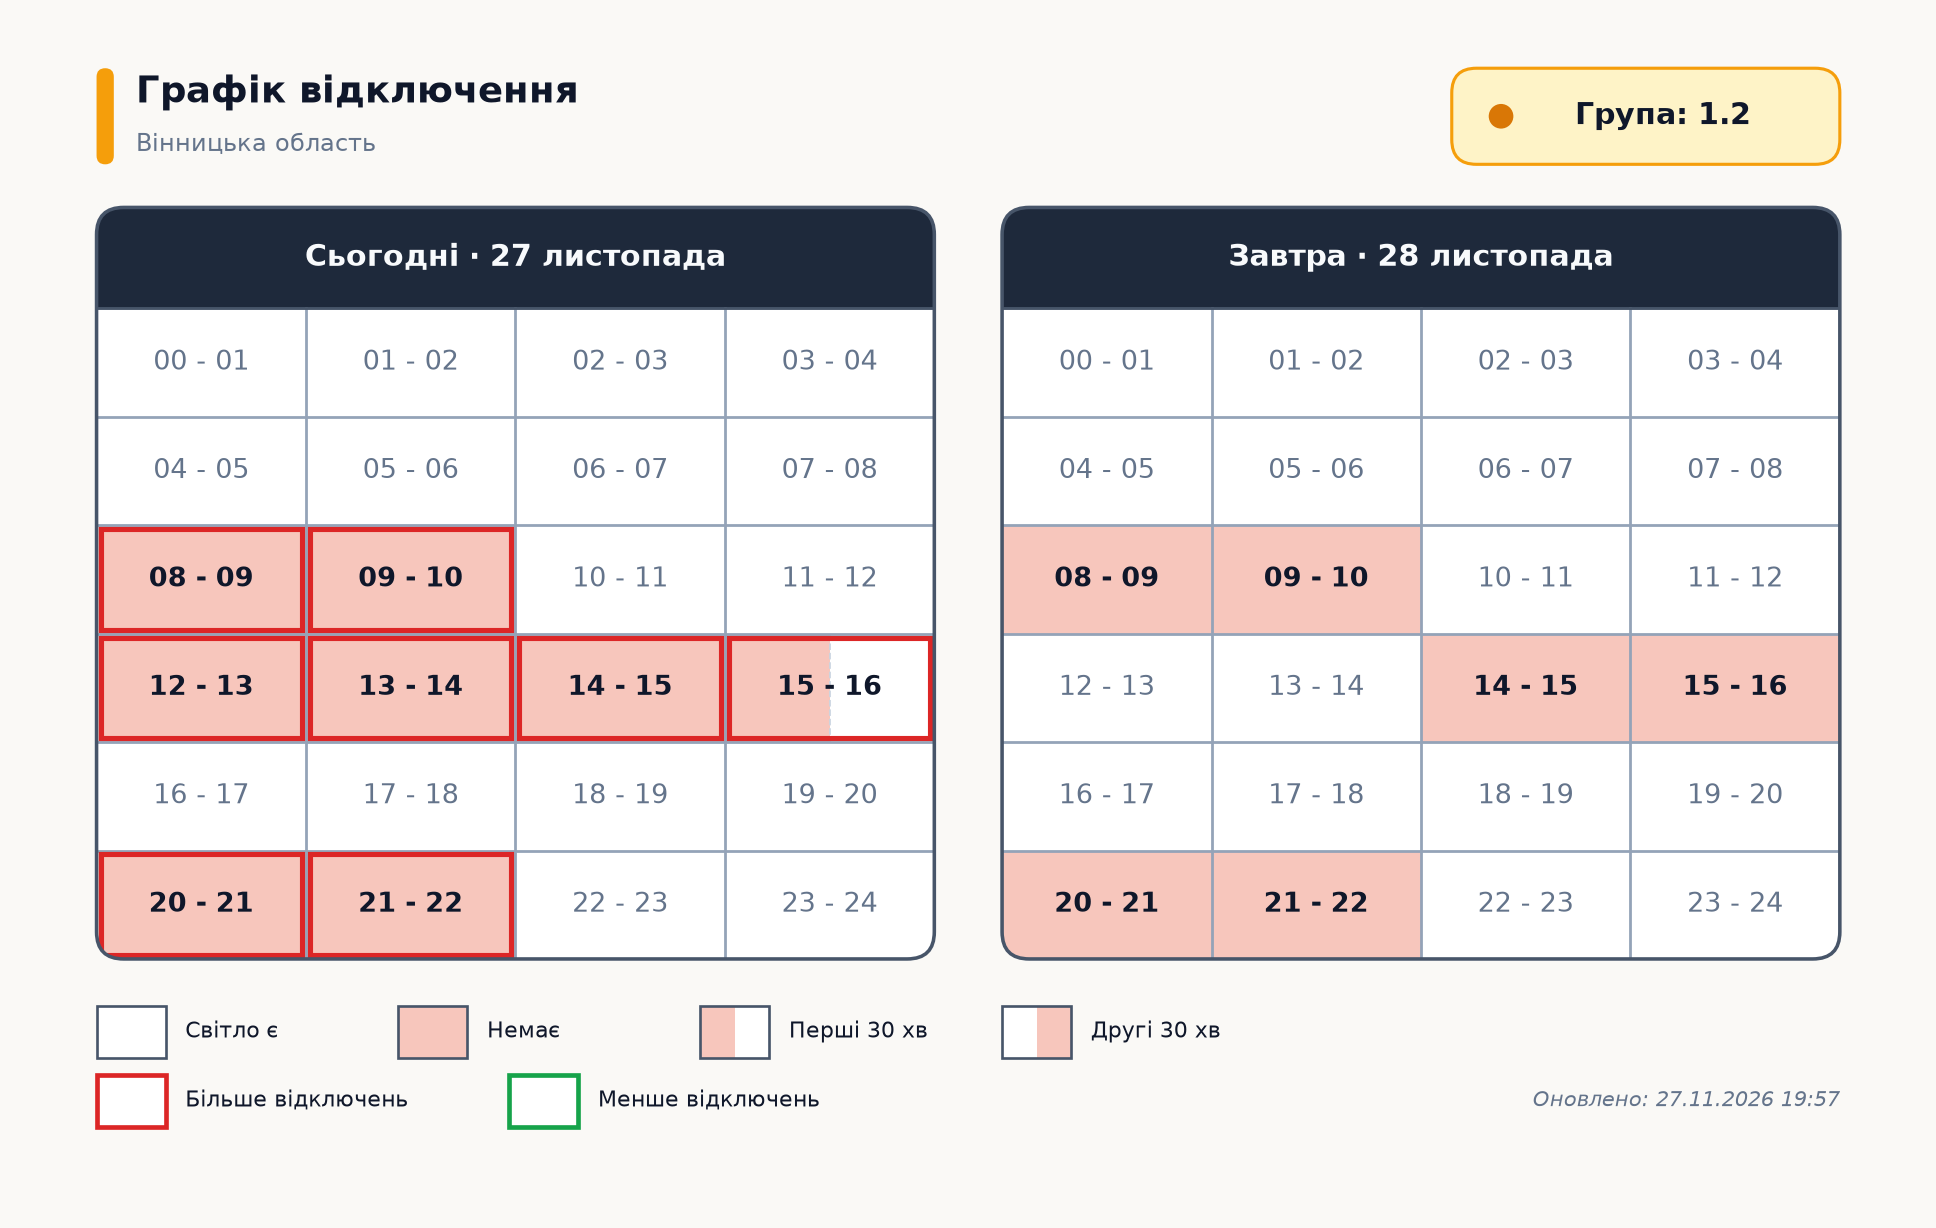 Графік відключення
Вінницька область
Група: 1.2
Сьогодні · 27 листопада
00 - 01 01 - 02 02 - 03 03 - 04
04 - 05 05 - 06 06 - 07 07 - 08
08 - 09 09 - 10 10 - 11 11 - 12
12 - 13 13 - 14 14 - 15 15 - 16
16 - 17 17 - 18 18 - 19 19 - 20
20 - 21 21 - 22 22 - 23 23 - 24
Завтра · 28 листопада
00 - 01 01 - 02 02 - 03 03 - 04
04 - 05 05 - 06 06 - 07 07 - 08
08 - 09 09 - 10 10 - 11 11 - 12
12 - 13 13 - 14 14 - 15 15 - 16
16 - 17 17 - 18 18 - 19 19 - 20
20 - 21 21 - 22 22 - 23 23 - 24
Світло є Немає Перші 30 хв Другі 30 хв
Більше відключень Менше відключень
Оновлено: 27.11.2026 19:57